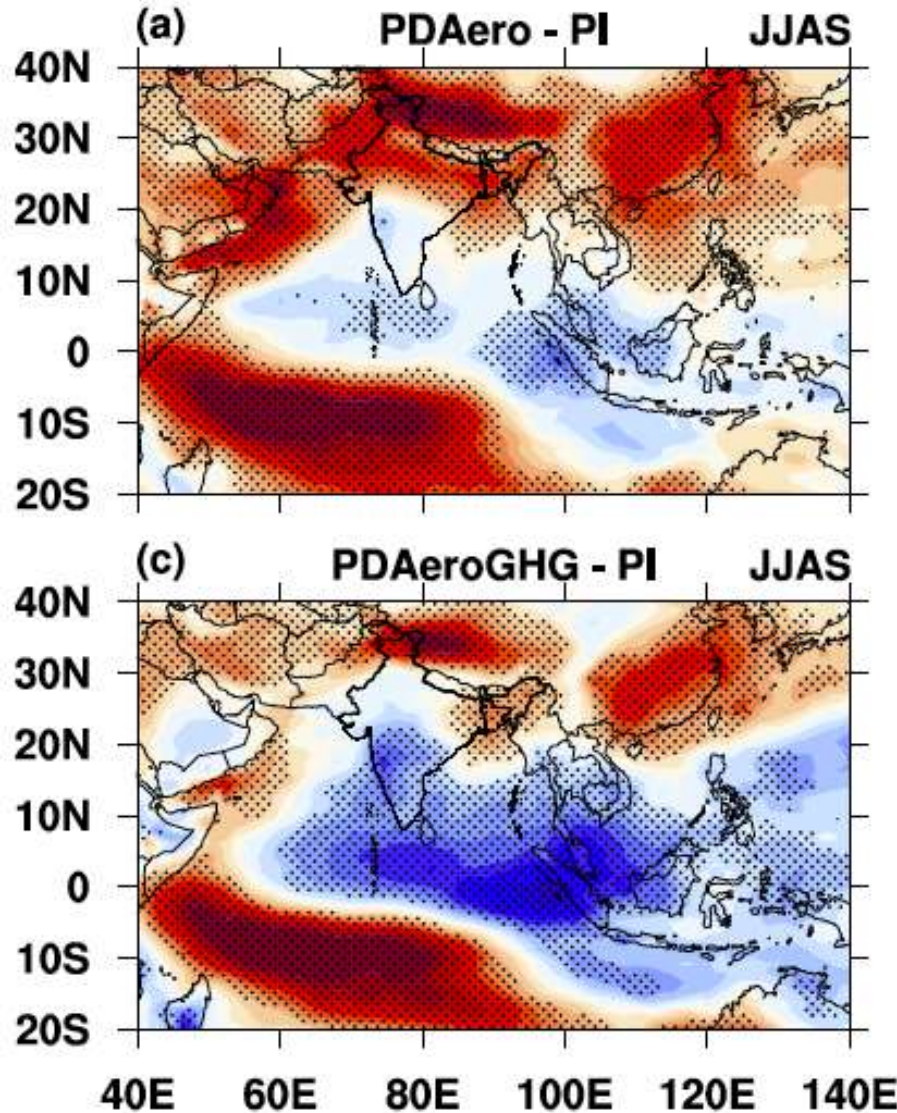 (a) PDAero - PI JJAS
40N
30N
20N
10N
0
10S
20S
(c) PDAeroGHG - PI JJAS
40N
30N
20N
10N
0
10S
20S
40E 60E 80E 100E 120E 140E